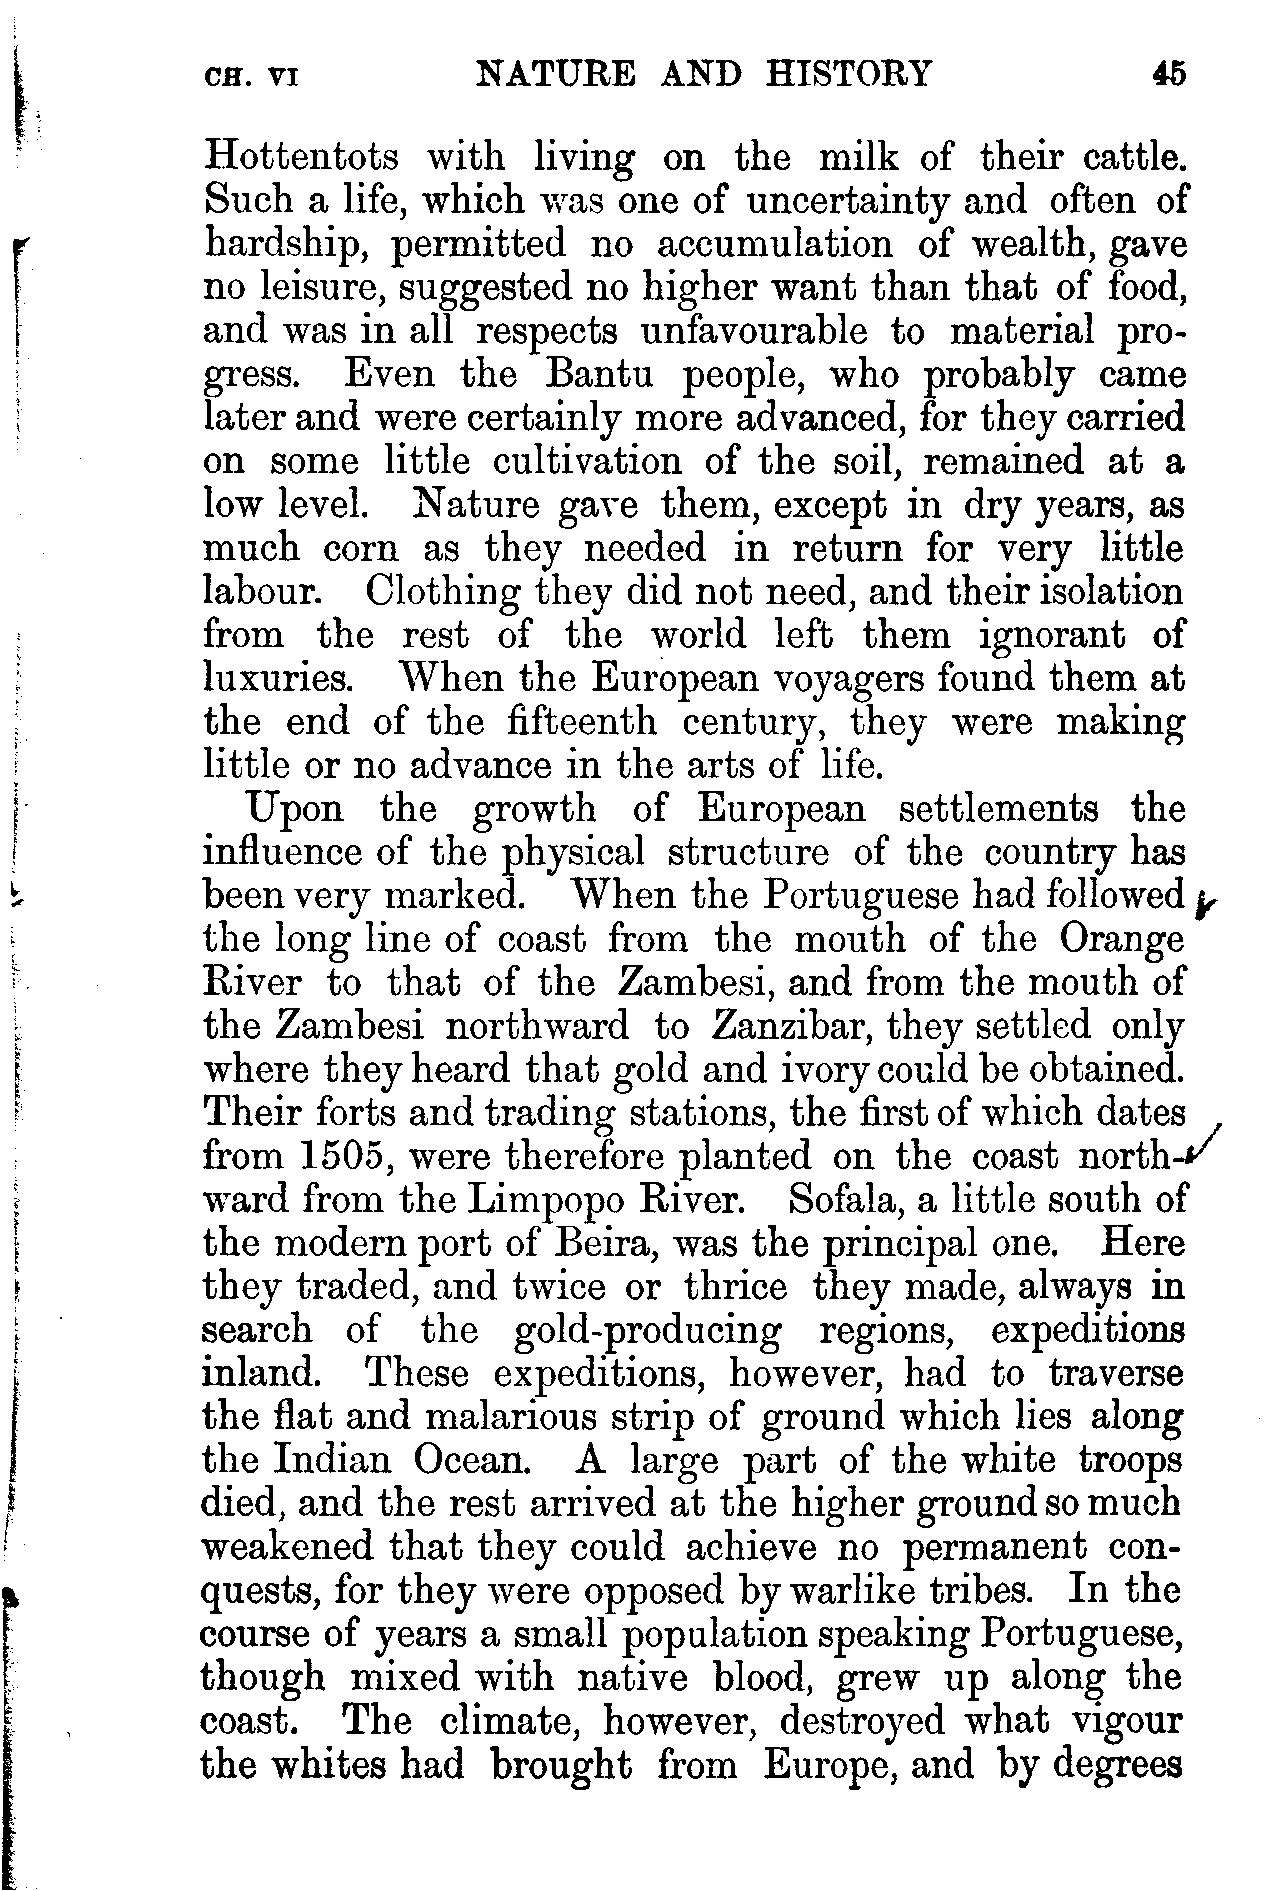 CH. VI NATURE AND HISTORY 45
Hottentots with living on the milk of their cattle.
Such a life, which was one of uncertainty and often of
hardship, permitted no accumulation of wealth, gave
no leisure, suggested no higher want than that of food,
and was in all respects unfavourable to material pro-
gress. Even the Bantu people, who probably came
later and were certainly more advanced, for they carried
on some little cultivation of the soil, remained at a
low level. Nature gave them, except in dry years, as
much corn as they needed in return for very little
labour. Clothing they did not need, and their isolation
from the rest of the world left them ignorant of
luxuries. When the European voyagers found them at
the end of the fifteenth century, they were making
little or no advance in the arts of life.
Upon the growth of European settlements the
influence of the physical structure of the country has
been very marked. When the Portuguese had followed
the long line of coast from the mouth of the Orange
River to that of the Zambesi, and from the mouth of
the Zambesi northward to Zanzibar, they settled only
where they heard that gold and ivory could be obtained.
Their forts and trading stations, the first of which dates
from 1505, were therefore planted on the coast north-
ward from the Limpopo River. Sofala, a little south of
the modern port of Beira, was the principal one. Here
they traded, and twice or thrice they made, always in
search of the gold-producing regions, expeditions
inland. These expeditions, however, had to traverse
the flat and malarious strip of ground which lies along
the Indian Ocean. A large part of the white troops
died, and the rest arrived at the higher ground so much
weakened that they could achieve no permanent con-
quests, for they were opposed by warlike tribes. In the
course of years a small population speaking Portuguese,
though mixed with native blood, grew up along the
coast. The climate, however, destroyed what vigour
the whites had brought from Europe, and by degrees